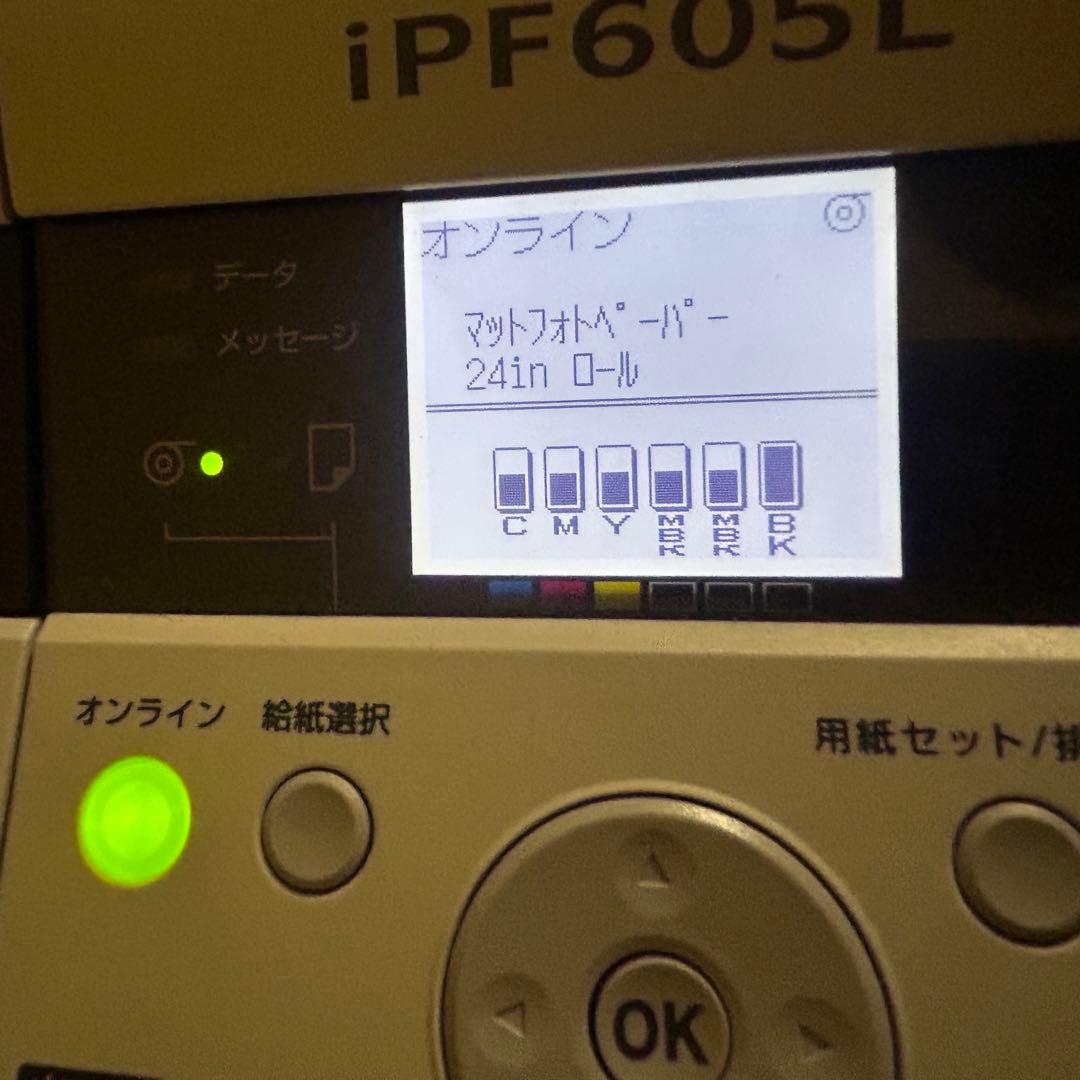 iPF605L
オンライン
データ
マットフォトペーパー
メッセージ
24in ロール
C M Y MBK MBK BK
オンライン 給紙選択
用紙セット/
OK